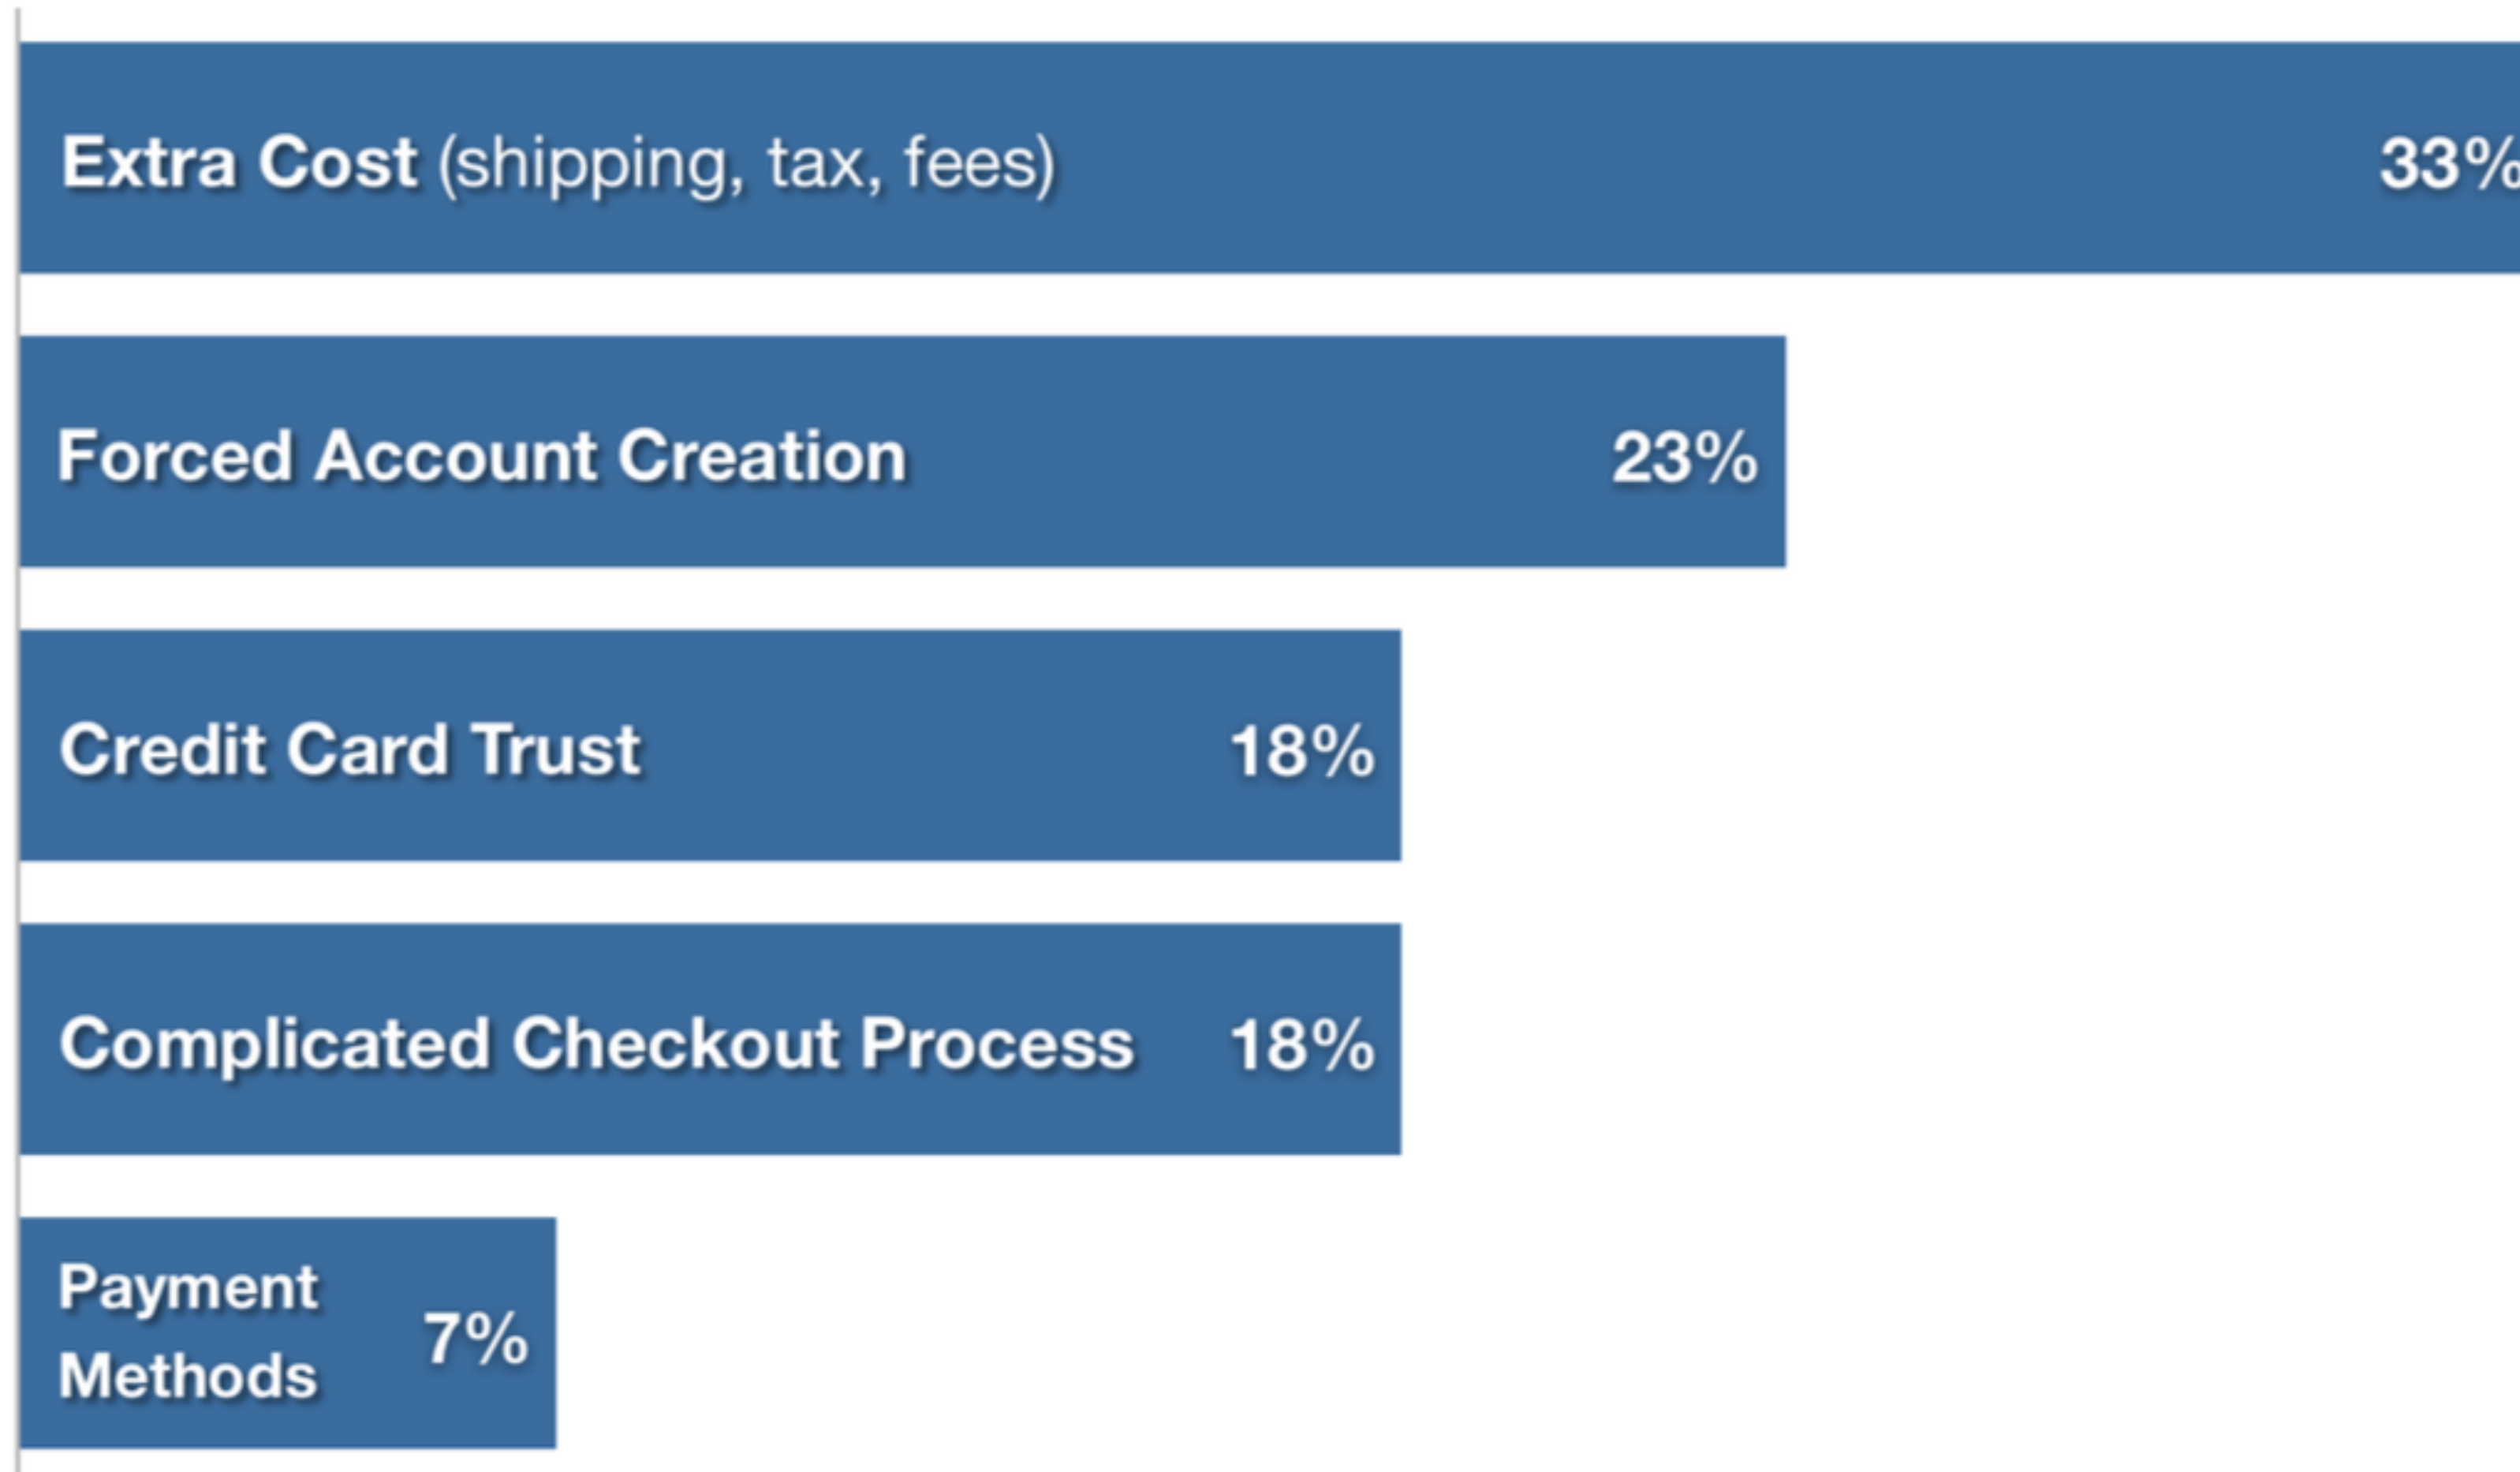 Extra Cost (shipping, tax, fees) 33%
Forced Account Creation 23%
Credit Card Trust 18%
Complicated Checkout Process 18%
Payment
Methods 7%